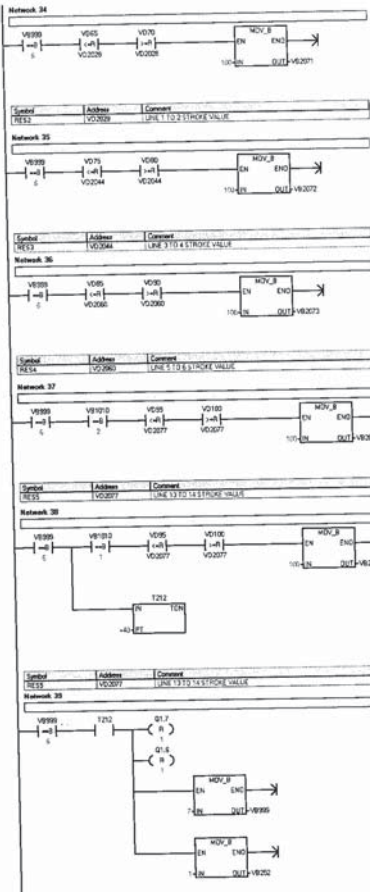 Network 34
VB999 VD65 VD70 MOV_B
==B <=R >=R EN ENO
6 VD2028 VD2028
100 IN OUT VB2071
Symbol Address Comment
RES2 VD2028 LINE 1 TO 2 STROKE VALUE
Network 35
VB999 VD75 VD80 MOV_B
==B <=R >=R EN ENO
6 VD2044 VD2044
100 IN OUT VB2072
Symbol Address Comment
RES3 VD2044 LINE 3 TO 4 STROKE VALUE
Network 36
VB999 VD85 VD90 MOV_B
==B <=R >=R EN ENO
6 VD2060 VD2060
100 IN OUT VB2073
Symbol Address Comment
RES4 VD2060 LINE 5 TO 6 STROKE VALUE
Network 37
VB999 VB1010 VD95 VD100 MOV_B
==B ==B <=R >=R EN ENO
6 2 VD2077 VD2077
100 IN OUT
Symbol Address Comment
RES5 VD2077 LINE 13 TO 14 STROKE VALUE
Network 38
VB999 VB1010 VD95 VD100 MOV_B
==B ==B <=R >=R EN ENO
6 1 VD2077 VD2077
100 IN OUT
T212
IN TON
+40 PT
Symbol Address Comment
RES5 VD2077 LINE 13 TO 14 STROKE VALUE
Network 39
VB999 T212 Q1.7
==B R
6 1
Q1.6
R
1
MOV_B
EN ENO
7 IN OUT VB999
MOV_B
EN ENO
1 IN OUT VB252